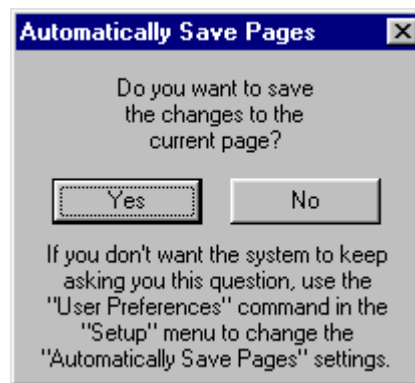 Automatically Save Pages
Do you want to save
the changes to the
current page?
Yes
No
If you don't want the system to keep
asking you this question, use the
"User Preferences" command in the
"Setup" menu to change the
"Automatically Save Pages" settings.